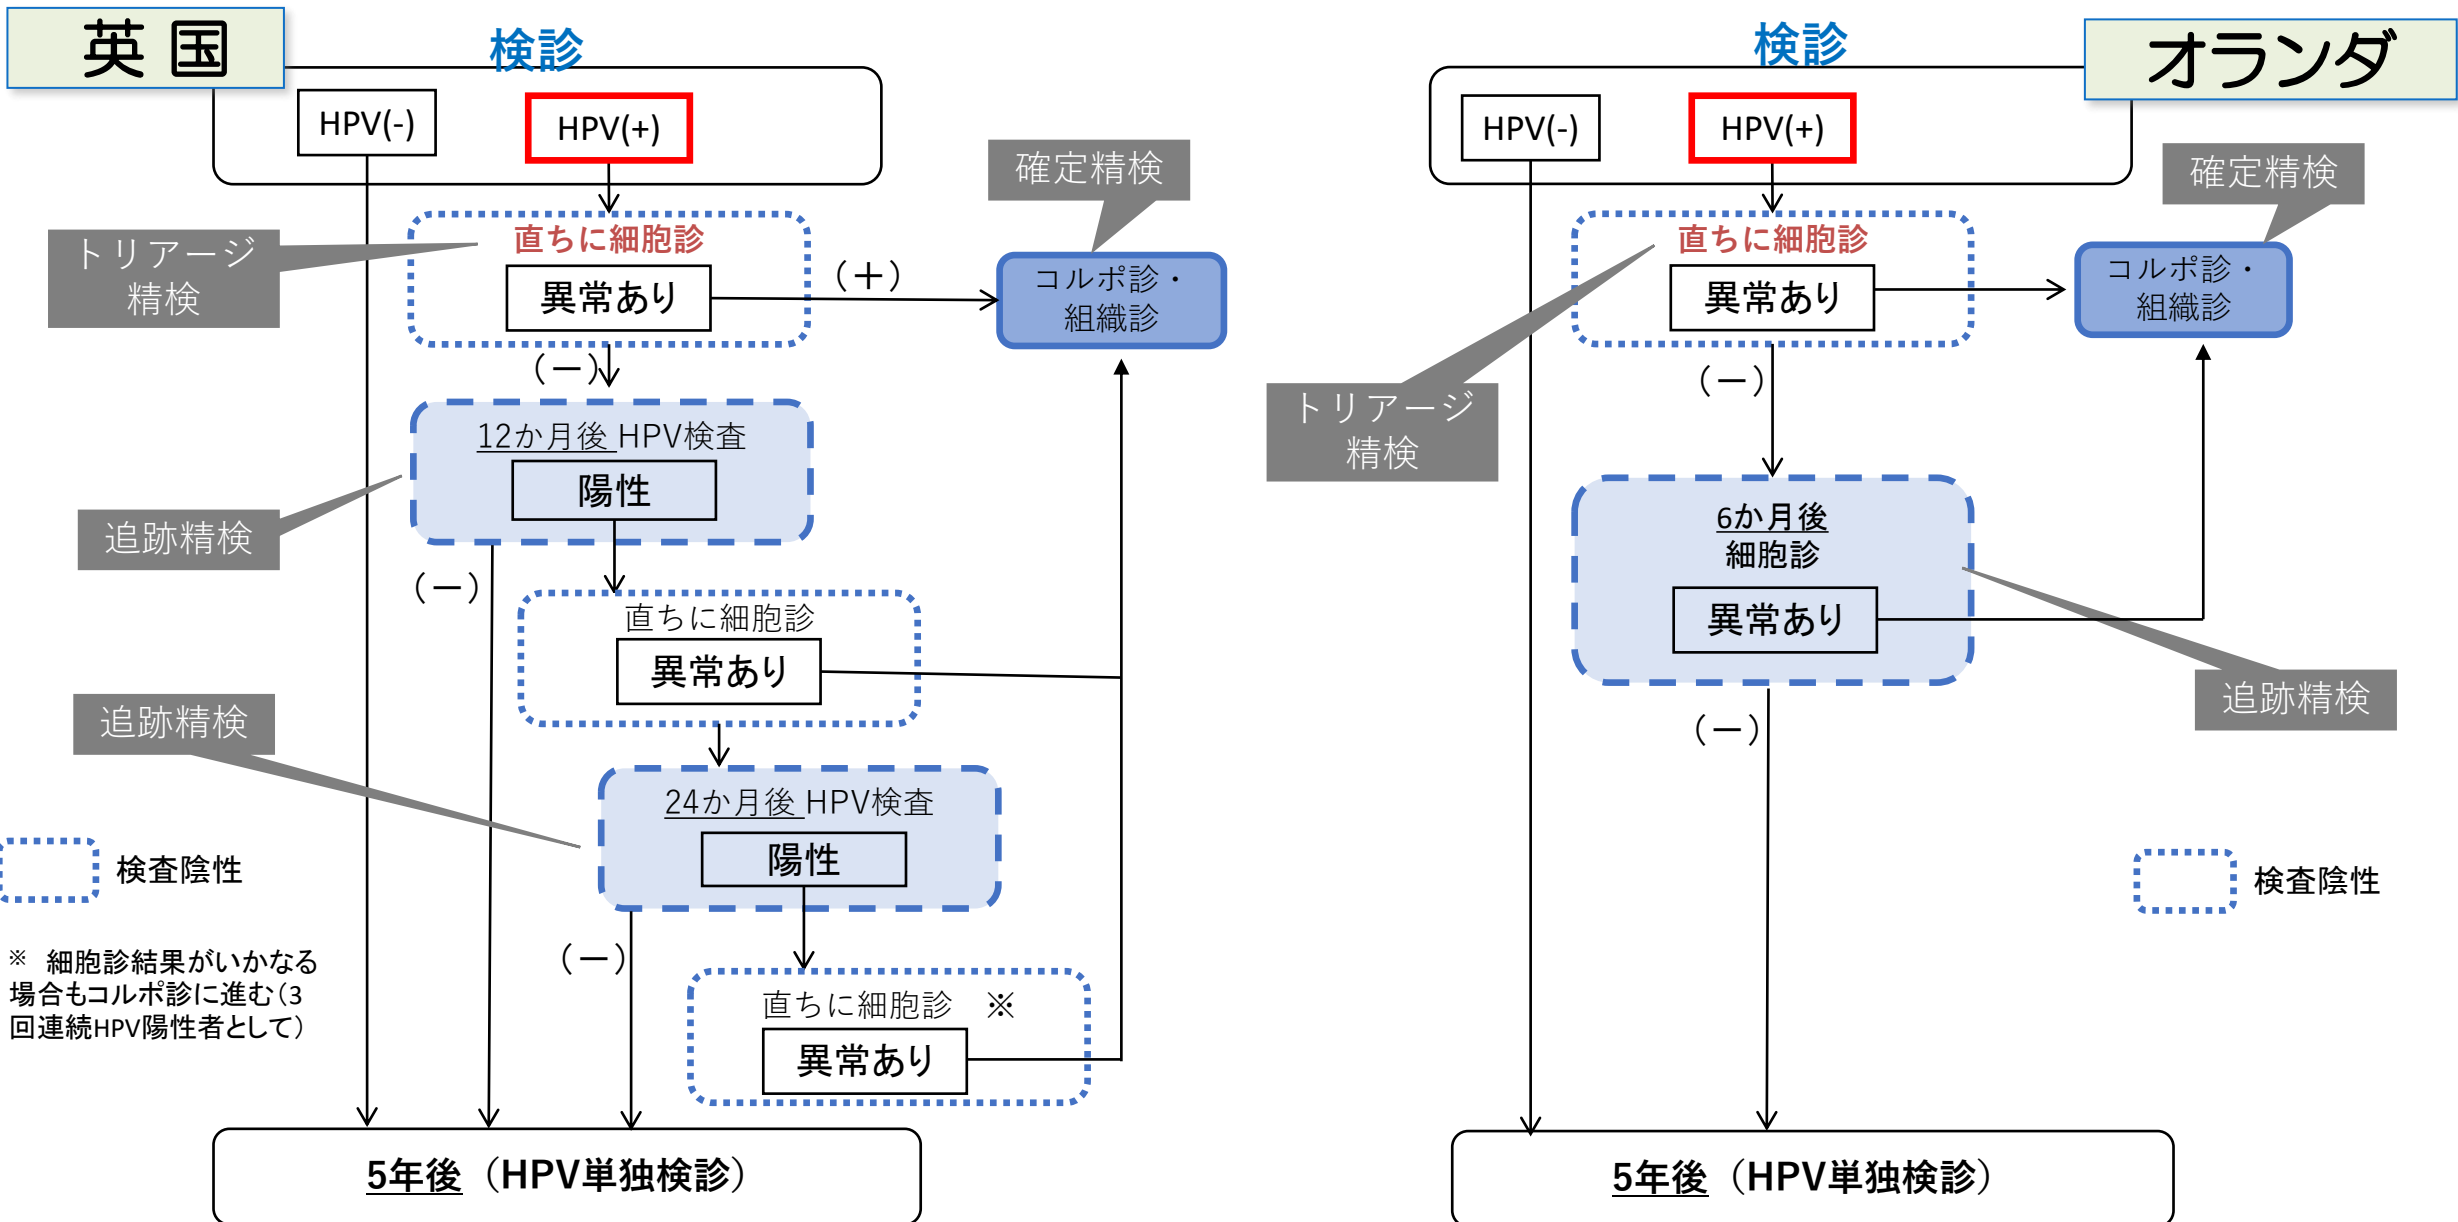 英 国
検診
HPV(-)
HPV(+)
確定精検
トリアージ
精検
直ちに細胞診
異常あり
（＋）
コルポ診・
組織診
（－）
12か月後 HPV検査
陽性
追跡精検
（－）
直ちに細胞診
異常あり
追跡精検
24か月後 HPV検査
陽性
検査陰性
（－）
※ 細胞診結果がいかなる
場合もコルポ診に進む（3
回連続HPV陽性者として）
直ちに細胞診 ※
異常あり
5年後（HPV単独検診）
検診
オランダ
HPV(-)
HPV(+)
確定精検
直ちに細胞診
異常あり
コルポ診・
組織診
（－）
トリアージ
精検
6か月後
細胞診
異常あり
追跡精検
（－）
検査陰性
5年後（HPV単独検診）